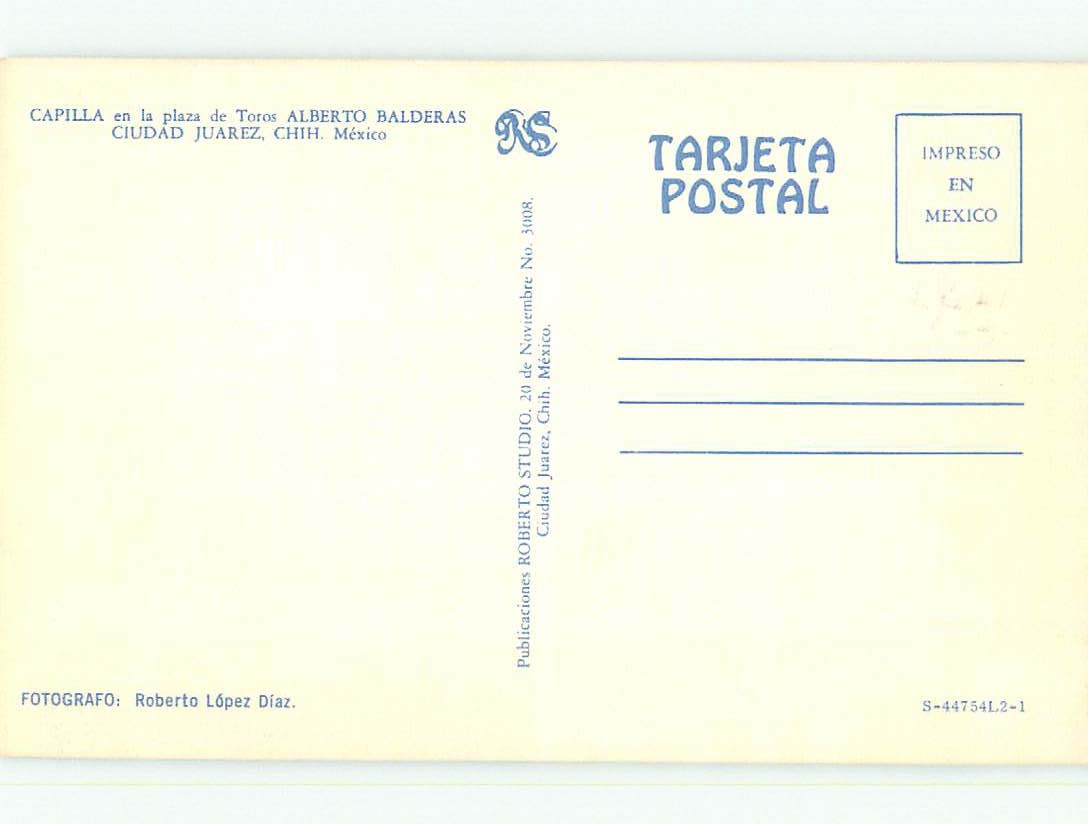 CAPILLA en la plaza de Toros ALBERTO BALDERAS
CIUDAD JUAREZ, CHIH. México
RS
TARJETA
POSTAL
IMPRESO
EN
MEXICO
Publicaciones ROBERTO STUDIO. 20 de Noviembre No. 3008.
Ciudad Juarez, Chih. México.
FOTOGRAFO: Roberto López Díaz.
S-44754L2-1